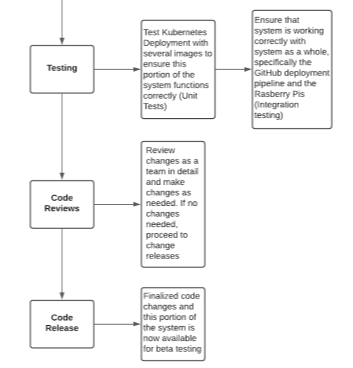 Testing
Test Kubernetes
Deployment with
several images to
ensure this
portion of the
system functions
correctly (Unit
Tests)
Ensure that
system is working
correctly with
system as a whole,
specifically the
GitHub deployment
pipeline and the
Rasberry Pis
(Integration
testing)
Code
Reviews
Review
changes as a
team in detail
and make
changes as
needed. If no
changes
needed,
proceed to
change
releases
Code
Release
Finalized code
changes and
this portion of
the system is
now available
for beta testing